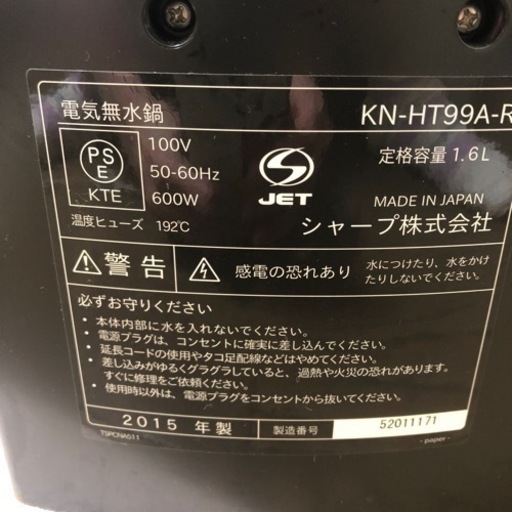 電気無水鍋 KN-HT99A-R
PS E KTE
100V
50-60Hz
600W
JET
定格容量 1.6L
MADE IN JAPAN
温度ヒューズ 192℃
シャープ株式会社
警告 感電の恐れあり 水につけたり、水をかけ
たりしないでください。
必ずお守りください
• 本体内部に水を入れないでください。
• 電源プラグは、コンセントに確実に差し込んでください。
• 延長コードの使用やタコ足配線などはやめてください。
• 差し込みがゆるくグラグラしていると、過熱や火災の恐れがあります。
すぐに修理をご依頼ください。
• 使用時以外は、電源プラグをコンセントから抜いてください。
2015 年製 製造番号 52011171
TSPCNA511 - paper -